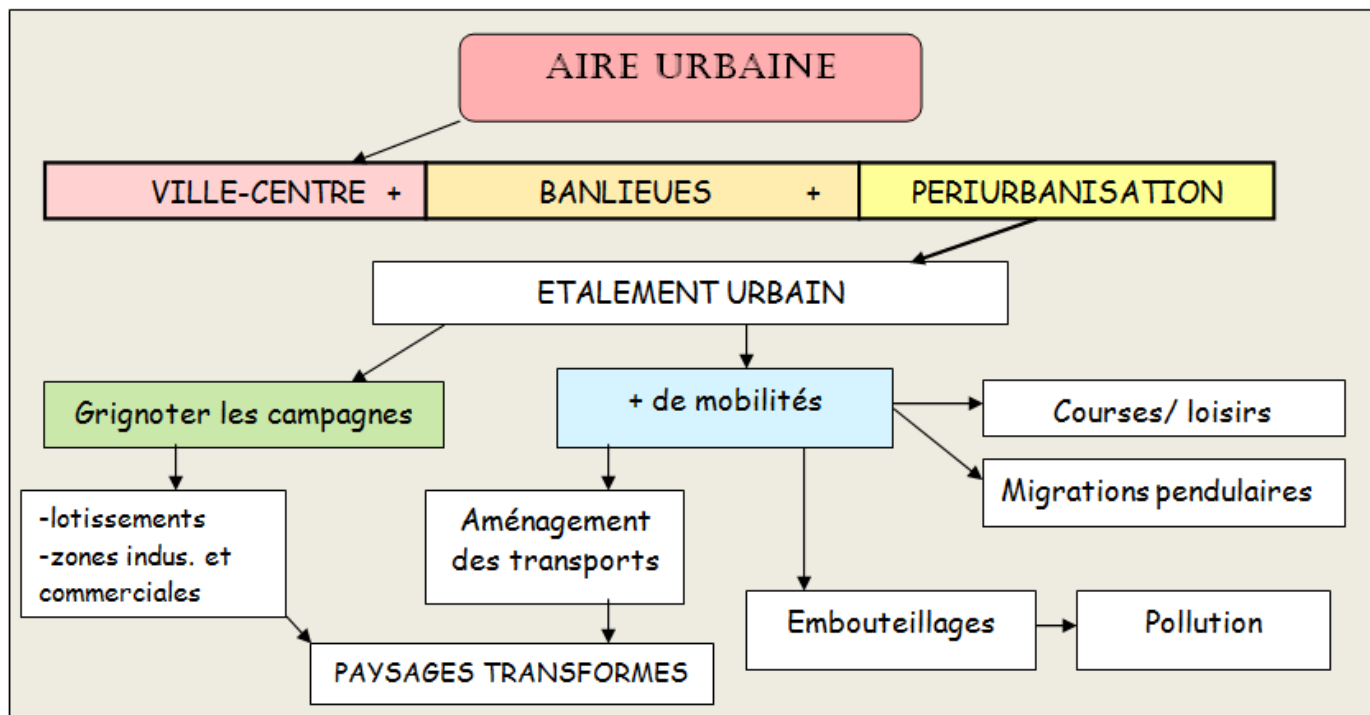 AIRE URBAINE
VILLE-CENTRE +
BANLIEUES +
PERIURBANISATION
ETALEMENT URBAIN
Grignoter les campagnes
+ de mobilités
Courses/ loisirs
Migrations pendulaires
-lotissements
-zones indus. et
commerciales
Aménagement
des transports
Embouteillages
Pollution
PAYSAGES TRANSFORMES